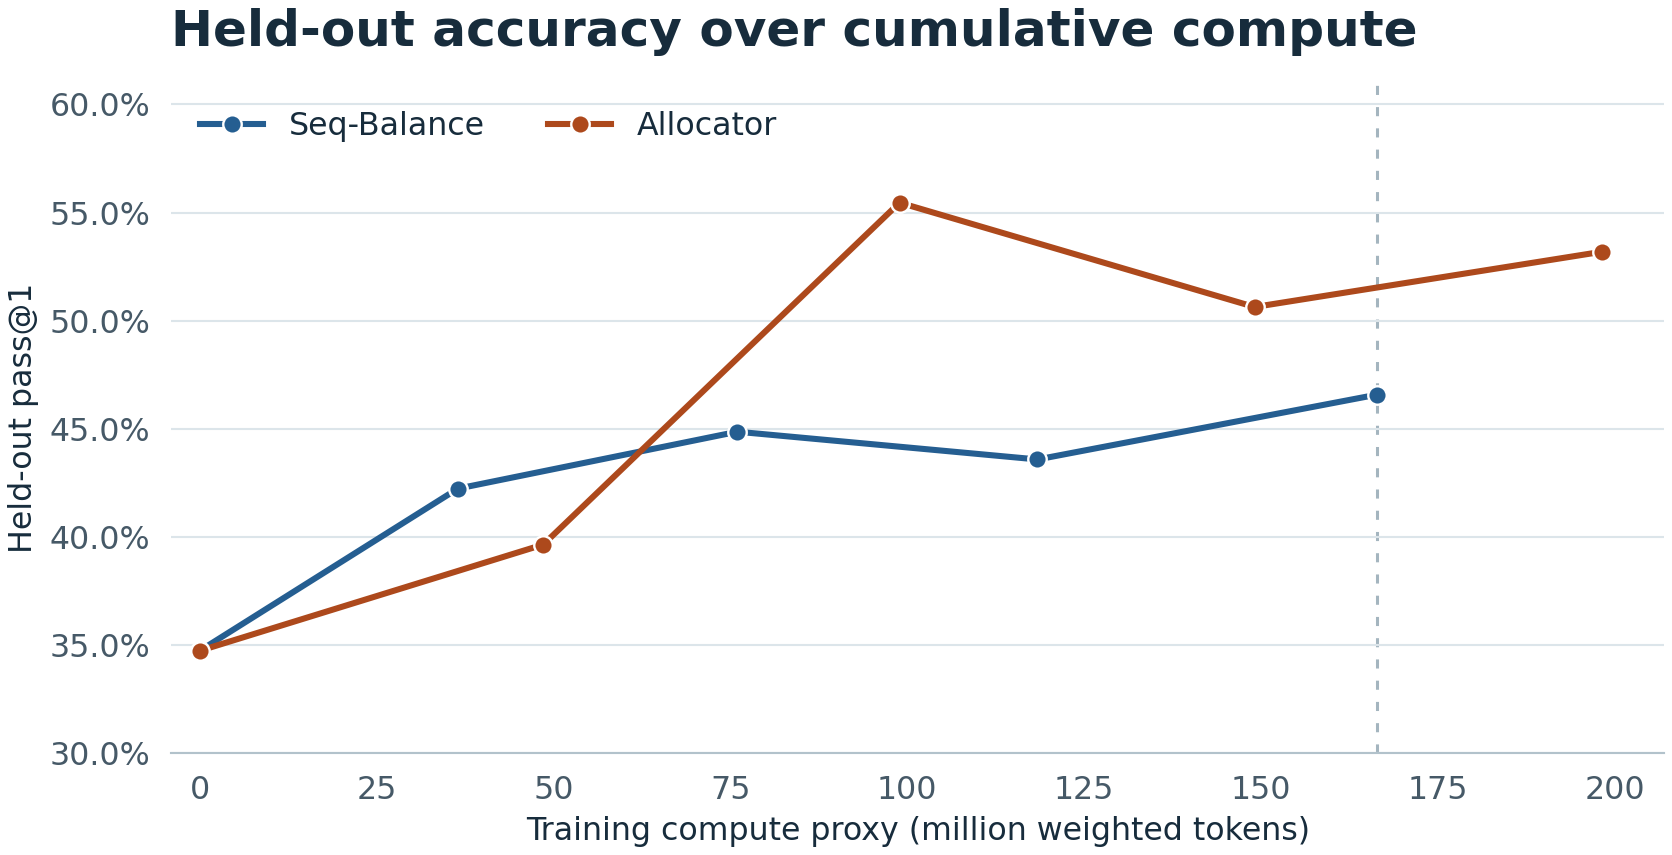 Held-out accuracy over cumulative compute
Seq-Balance
Allocator
Held-out pass@1
60.0%
55.0%
50.0%
45.0%
40.0%
35.0%
30.0%
0 25 50 75 100 125 150 175 200
Training compute proxy (million weighted tokens)